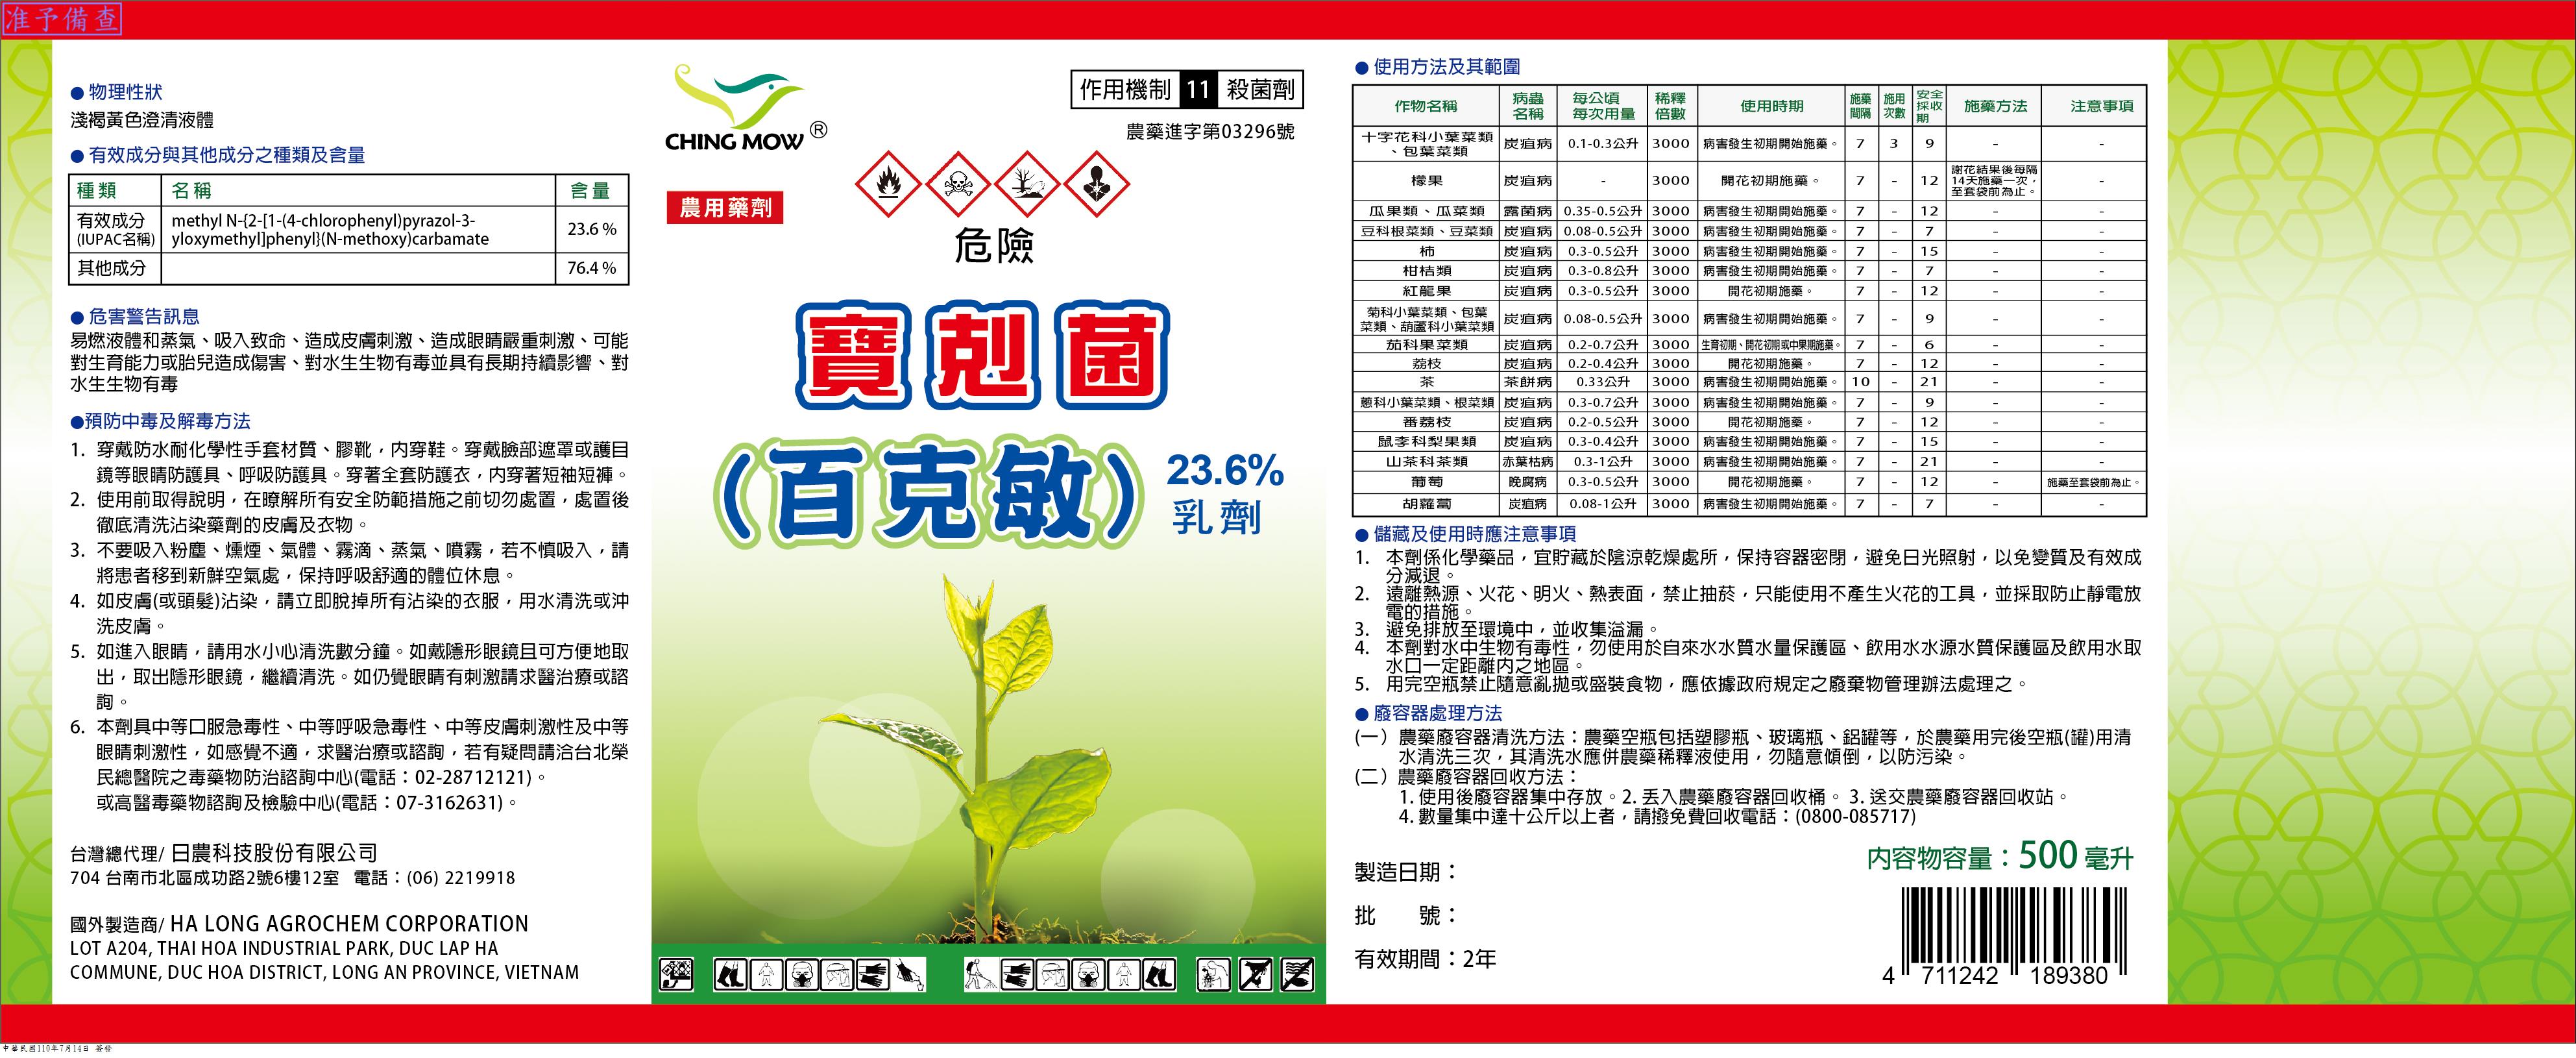 准予備查
● 物理性狀
淺褐黃色澄清液體
● 有效成分與其他成分之種類及含量
種類 名稱 含量
有效成分 (IUPAC名稱) methyl N-{2-[1-(4-chlorophenyl)pyrazol-3-
yloxymethyl]phenyl}(N-methoxy)carbamate 23.6 %
其他成分 76.4 %
● 危害警告訊息
易燃液體和蒸氣、吸入致命、造成皮膚刺激、造成眼睛嚴重刺激、可能
對生育能力或胎兒造成傷害、對水生生物有毒並具有長期持續影響、對
水生生物有毒
●預防中毒及解毒方法
1. 穿戴防水耐化學性手套材質、膠靴，內穿鞋。穿戴臉部遮罩或護目
鏡等眼睛防護具、呼吸防護具。穿著全套防護衣，內穿著短袖短褲。
2. 使用前取得說明，在瞭解所有安全防範措施之前切勿處置，處置後
徹底清洗沾染藥劑的皮膚及衣物。
3. 不要吸入粉塵、燻煙、氣體、霧滴、蒸氣、噴霧，若不慎吸入，請
將患者移到新鮮空氣處，保持呼吸舒適的體位休息。
4. 如皮膚(或頭髮)沾染，請立即脫掉所有沾染的衣服，用水清洗或沖
洗皮膚。
5. 如進入眼睛，請用水小心清洗數分鐘。如戴隱形眼鏡且可方便地取
出，取出隱形眼鏡，繼續清洗。如仍覺眼睛有刺激請求醫治療或諮
詢。
6. 本劑具中等口服急毒性、中等呼吸急毒性、中等皮膚刺激性及中等
眼睛刺激性，如感覺不適，求醫治療或諮詢，若有疑問請洽台北榮
民總醫院之毒藥物防治諮詢中心(電話：02-28712121)。
或高醫毒藥物諮詢及檢驗中心(電話：07-3162631)。
台灣總代理/ 日農科技股份有限公司
704 台南市北區成功路2號6樓12室 電話：(06) 2219918
國外製造商/ HA LONG AGROCHEM CORPORATION
LOT A204, THAI HOA INDUSTRIAL PARK, DUC LAP HA
COMMUNE, DUC HOA DISTRICT, LONG AN PROVINCE, VIETNAM
CHING MOW ®
作用機制 11 殺菌劑
農藥進字第03296號
農用藥劑
危險
寶剋菌
(百克敏) 23.6%
乳劑
● 使用方法及其範圍
作物名稱 病蟲名稱 每公頃每次用量 稀釋倍數 使用時期 施藥間隔 施用次數 安全採收期 施藥方法 注意事項
十字花科小葉菜類、包葉菜類 炭疽病 0.1-0.3公升 3000 病害發生初期開始施藥。 7 3 9 - -
檬果 炭疽病 - 3000 開花初期施藥。 7 - 12 謝花結果後每隔14天施藥一次，至套袋前為止。 -
瓜果類、瓜菜類 露菌病 0.35-0.5公升 3000 病害發生初期開始施藥。 7 - 12 - -
豆科根菜類、豆菜類 炭疽病 0.08-0.5公升 3000 病害發生初期開始施藥。 7 - 7 - -
柿 炭疽病 0.3-0.5公升 3000 病害發生初期開始施藥。 7 - 15 - -
柑桔類 炭疽病 0.3-0.8公升 3000 病害發生初期開始施藥。 7 - 7 - -
紅龍果 炭疽病 0.3-0.5公升 3000 開花初期施藥。 7 - 12 - -
菊科小葉菜類、包葉菜類、葫蘆科小葉菜類 炭疽病 0.08-0.5公升 3000 病害發生初期開始施藥。 7 - 9 - -
茄科果菜類 炭疽病 0.2-0.7公升 3000 生育初期、開花初期或中果期施藥。 7 - 6 - -
荔枝 炭疽病 0.2-0.4公升 3000 開花初期施藥。 7 - 12 - -
茶 茶餅病 0.33公升 3000 病害發生初期開始施藥。 10 - 21 - -
蔥科小葉菜類、根菜類 炭疽病 0.3-0.7公升 3000 病害發生初期開始施藥。 7 - 9 - -
番荔枝 炭疽病 0.2-0.5公升 3000 開花初期施藥。 7 - 12 - -
鼠李科梨果類 炭疽病 0.3-0.4公升 3000 病害發生初期開始施藥。 7 - 15 - -
山茶科茶類 赤葉枯病 0.3-1公升 3000 病害發生初期開始施藥。 7 - 21 - -
葡萄 晚腐病 0.3-0.5公升 3000 開花初期施藥。 7 - 12 - 施藥至套袋前為止。
胡蘿蔔 炭疽病 0.08-1公升 3000 病害發生初期開始施藥。 7 - 7 - -
● 儲藏及使用時應注意事項
1. 本劑係化學藥品，宜貯藏於陰涼乾燥處所，保持容器密閉，避免日光照射，以免變質及有效成
分減退。
2. 遠離熱源、火花、明火、熱表面，禁止抽菸，只能使用不產生火花的工具，並採取防止靜電放
電的措施。
3. 避免排放至環境中，並收集溢漏。
4. 本劑對水中生物有毒性，勿使用於自來水水質水量保護區、飲用水水源水質保護區及飲用水取
水口一定距離內之地區。
5. 用完空瓶禁止隨意亂拋或盛裝食物，應依據政府規定之廢棄物管理辦法處理之。
● 廢容器處理方法
(一）農藥廢容器清洗方法：農藥空瓶包括塑膠瓶、玻璃瓶、鋁罐等，於農藥用完後空瓶(罐)用清
水清洗三次，其清洗水應併農藥稀釋液使用，勿隨意傾倒，以防污染。
(二）農藥廢容器回收方法：
1. 使用後廢容器集中存放。2. 丟入農藥廢容器回收桶。 3. 送交農藥廢容器回收站。
4. 數量集中達十公斤以上者，請撥免費回收電話：(0800-085717)
內容物容量：500 毫升
製造日期：
批　號：
有效期間：2年
4 711242 189380
中華民國110年7月14日 簽發